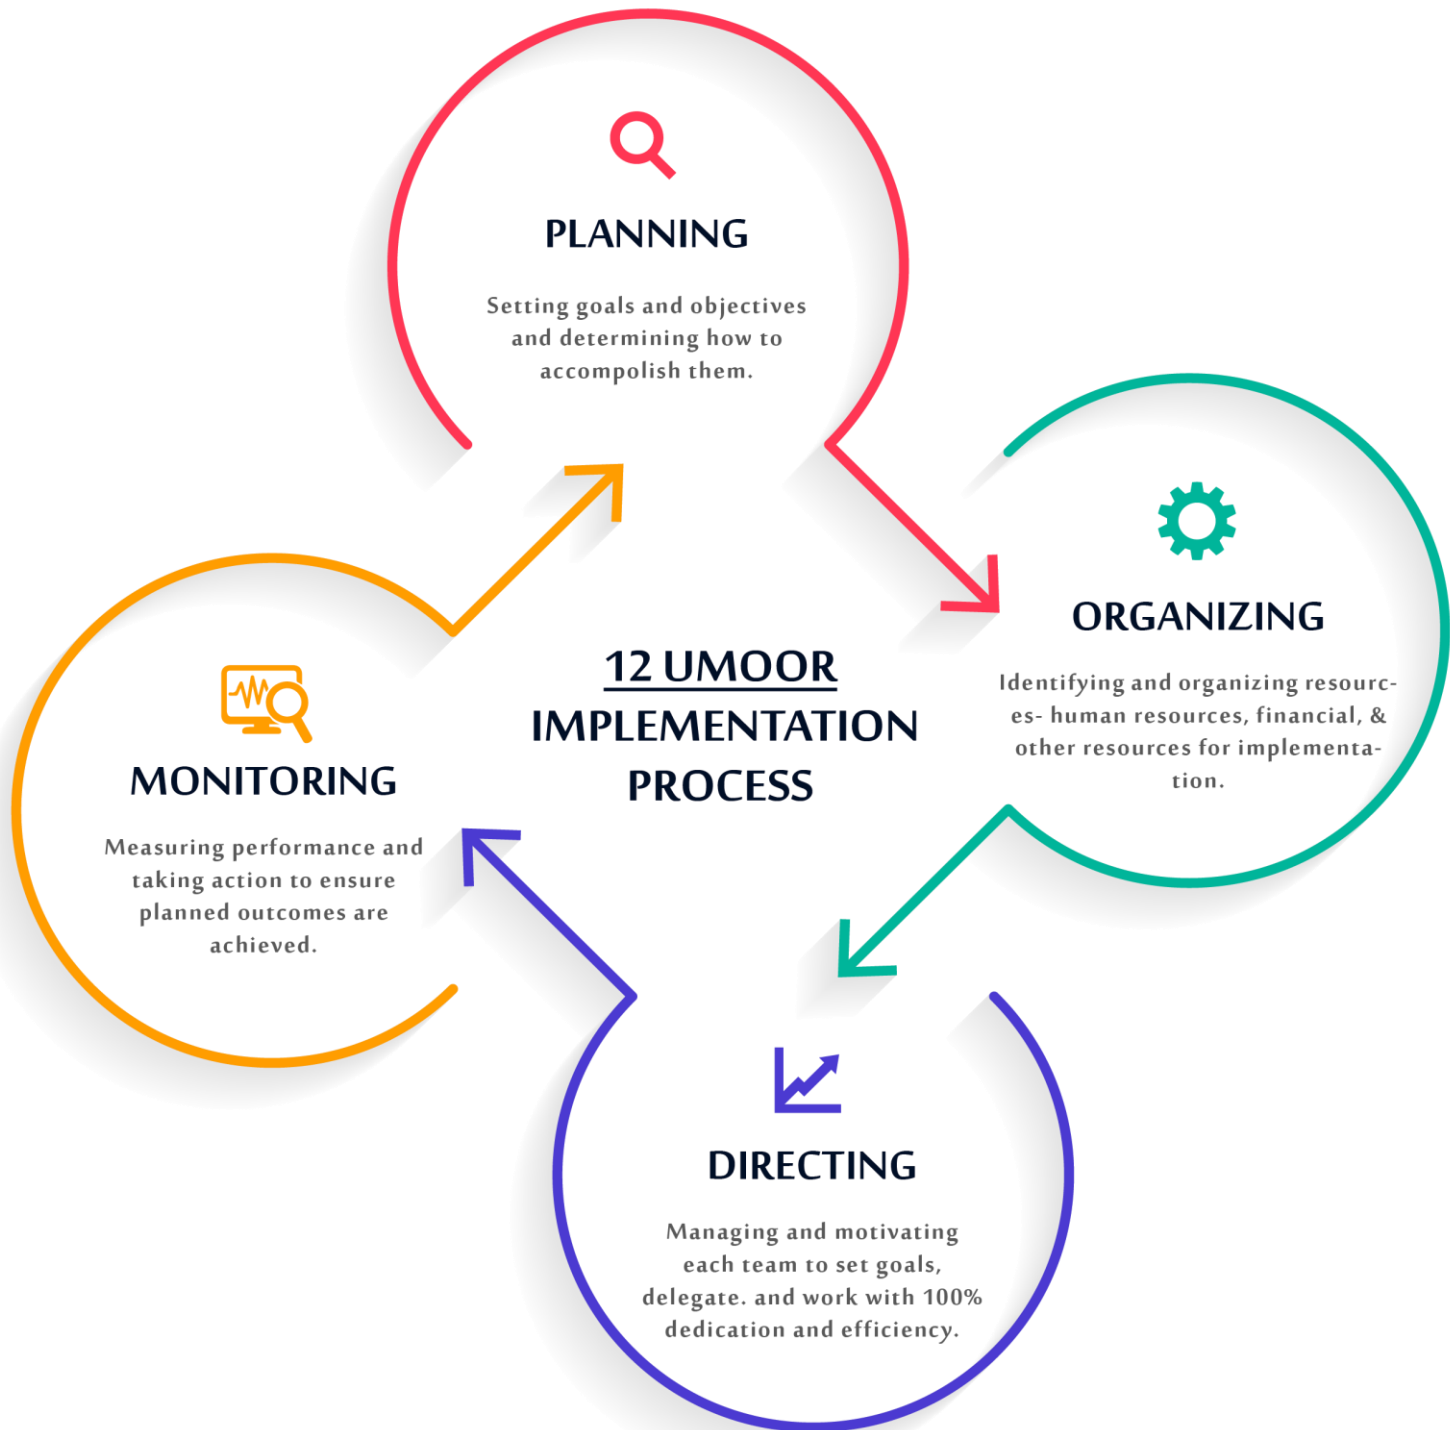 PLANNING
Setting goals and objectives
and determining how to
accompolish them.
ORGANIZING
Identifying and organizing resourc-
es- human resources, financial, &
other resources for implementa-
tion.
12 UMOOR
IMPLEMENTATION
PROCESS
MONITORING
Measuring performance and
taking action to ensure
planned outcomes are
achieved.
DIRECTING
Managing and motivating
each team to set goals,
delegate. and work with 100%
dedication and efficiency.